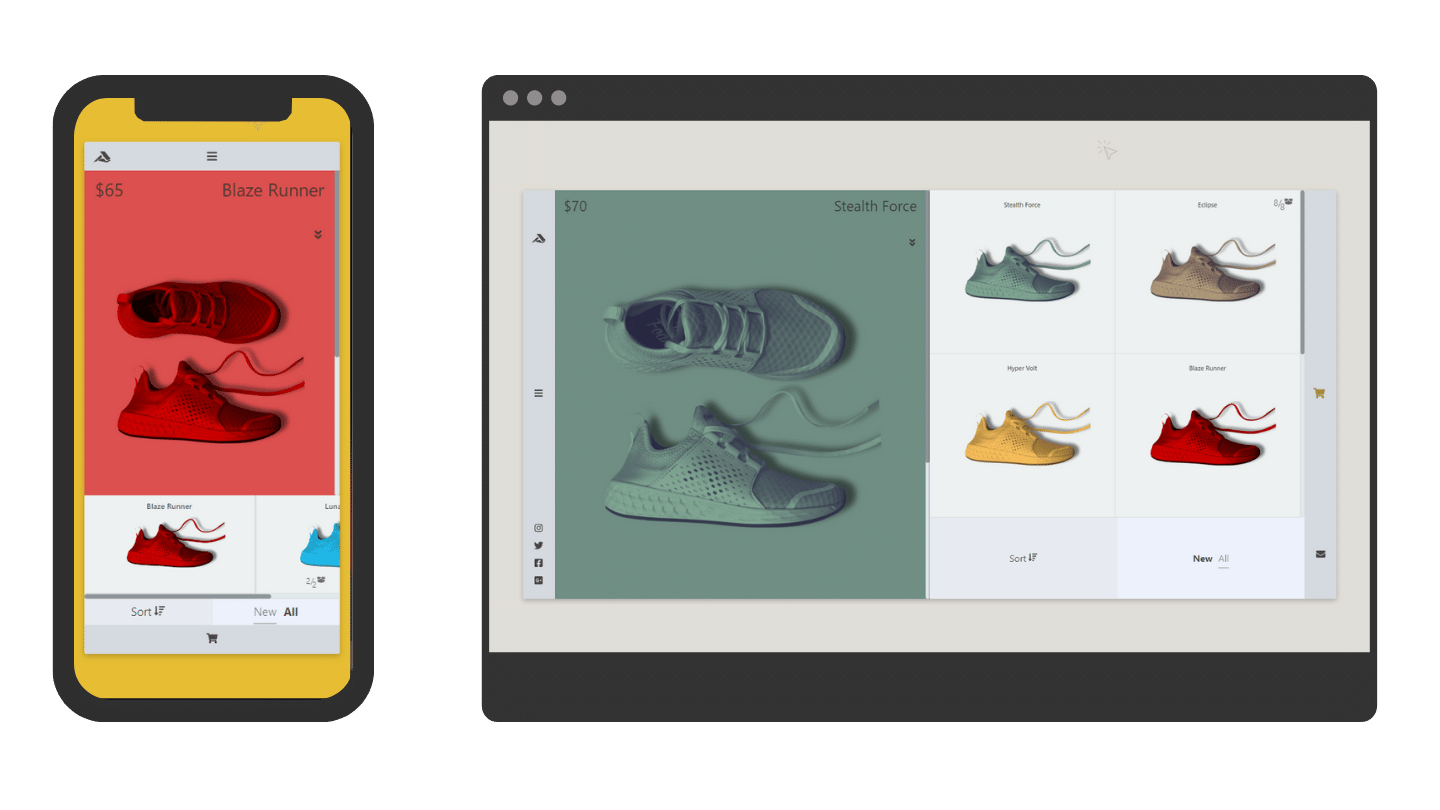 $65 Blaze Runner
Blaze Runner
2/2
Sort
New All
$70 Stealth Force
Stealth Force
Eclipse
8/8
Hyper Volt
Blaze Runner
Sort
New All